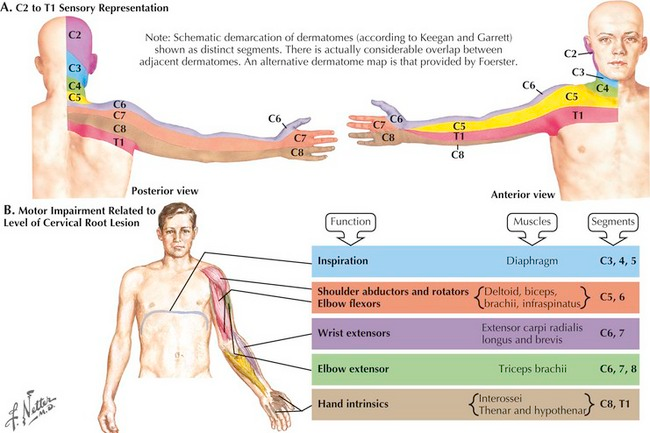 A. C2 to T1 Sensory Representation
Note: Schematic demarcation of dermatomes (according to Keegan and Garrett)
shown as distinct segments. There is actually considerable overlap between
adjacent dermatomes. An alternative dermatome map is that provided by Foerster.
C2
C3
C4
C5
C6
C7
C8
T1
C6
C7
C8
Posterior view
C2
C3
C4
C6
C5
T1
C6
C7
C8
C5
T1
C8
Anterior view
B. Motor Impairment Related to
Level of Cervical Root Lesion
Function
Muscles
Segments
Inspiration
Diaphragm
C3, 4, 5
Shoulder abductors and rotators
Elbow flexors
Deltoid, biceps,
brachii, infraspinatus
C5, 6
Wrist extensors
Extensor carpi radialis
longus and brevis
C6, 7
Elbow extensor
Triceps brachii
C6, 7, 8
Hand intrinsics
Interossei
Thenar and hypothenar
C8, T1
F. Netter
M.D.